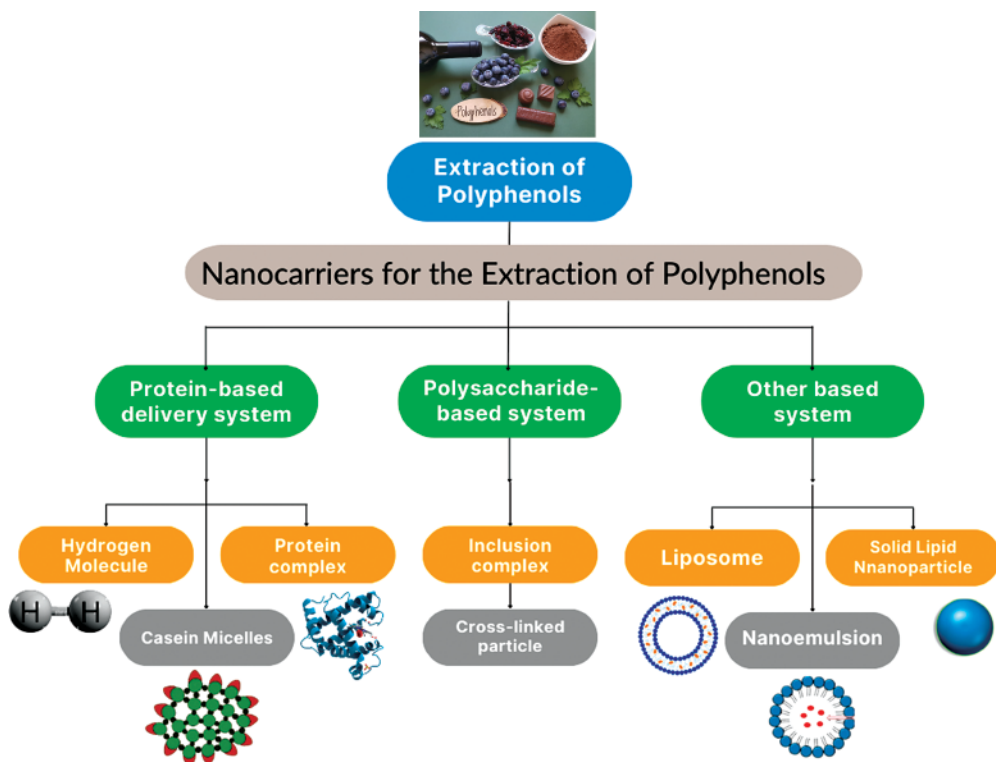 Polyphenols
Extraction of
Polyphenols
Nanocarriers for the Extraction of Polyphenols
Protein-based
delivery system
Polysaccharide-
based system
Other based
system
Hydrogen
Molecule
Protein
complex
Inclusion
complex
Liposome
Solid Lipid
Nnanoparticle
H H
Casein Micelles
Cross-linked
particle
Nanoemulsion